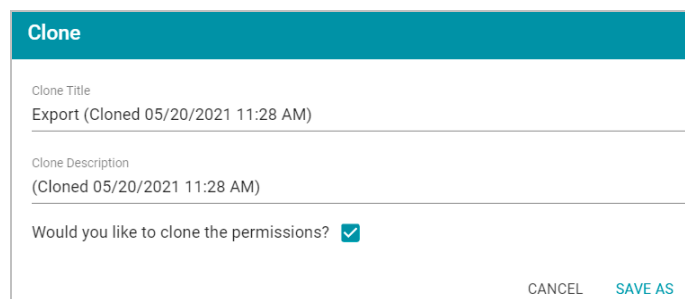 Clone
Clone Title
Export (Cloned 05/20/2021 11:28 AM)
Clone Description
(Cloned 05/20/2021 11:28 AM)
Would you like to clone the permissions?
CANCEL SAVE AS